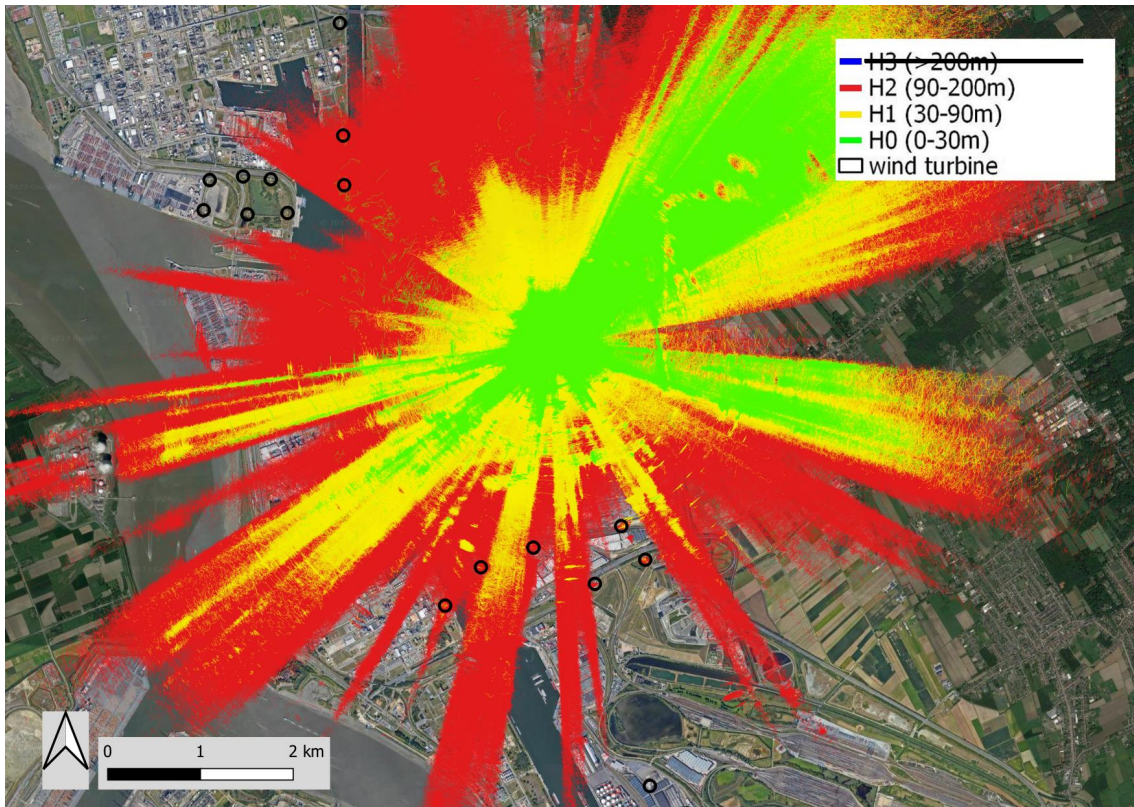 H3 (>200m)
H2 (90-200m)
H1 (30-90m)
H0 (0-30m)
wind turbine
0 1 2 km